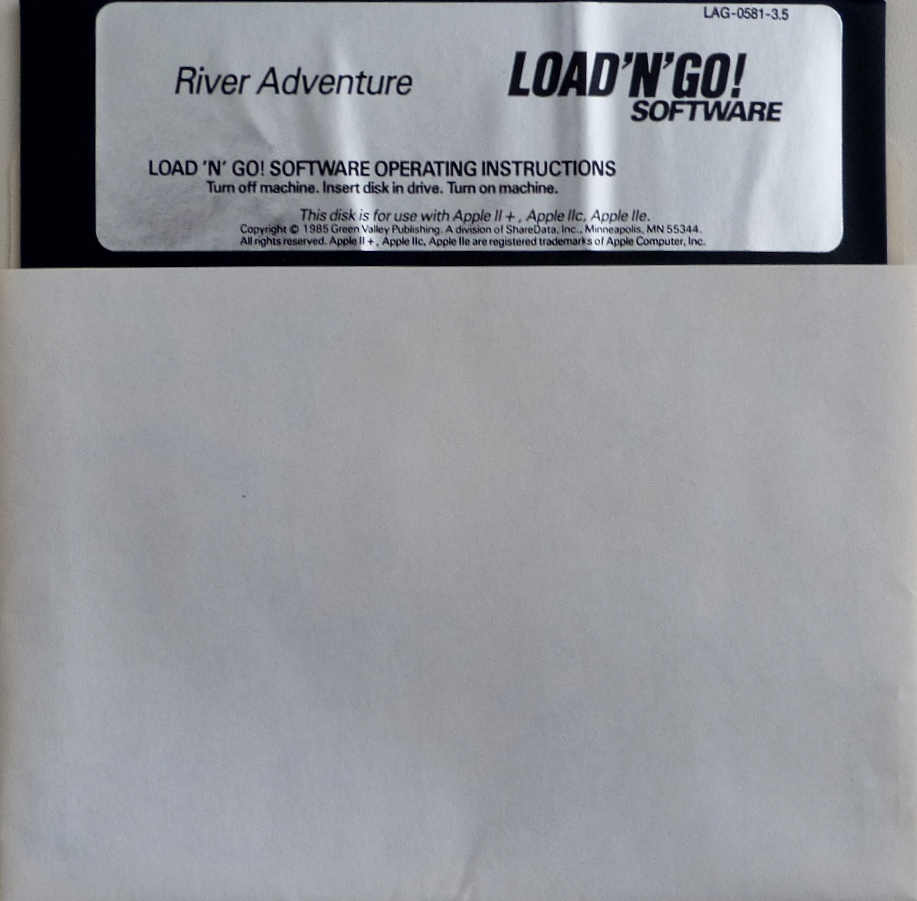 LAG-0581-3.5
River Adventure
LOAD'N'GO!
SOFTWARE
LOAD 'N' GO! SOFTWARE OPERATING INSTRUCTIONS
Turn off machine. Insert disk in drive. Turn on machine.
This disk is for use with Apple II +, Apple IIc, Apple IIe.
Copyright © 1985 Green Valley Publishing. A division of ShareData, Inc., Minneapolis, MN 55344.
All rights reserved. Apple II +, Apple IIc, Apple IIe are registered trademarks of Apple Computer, Inc.